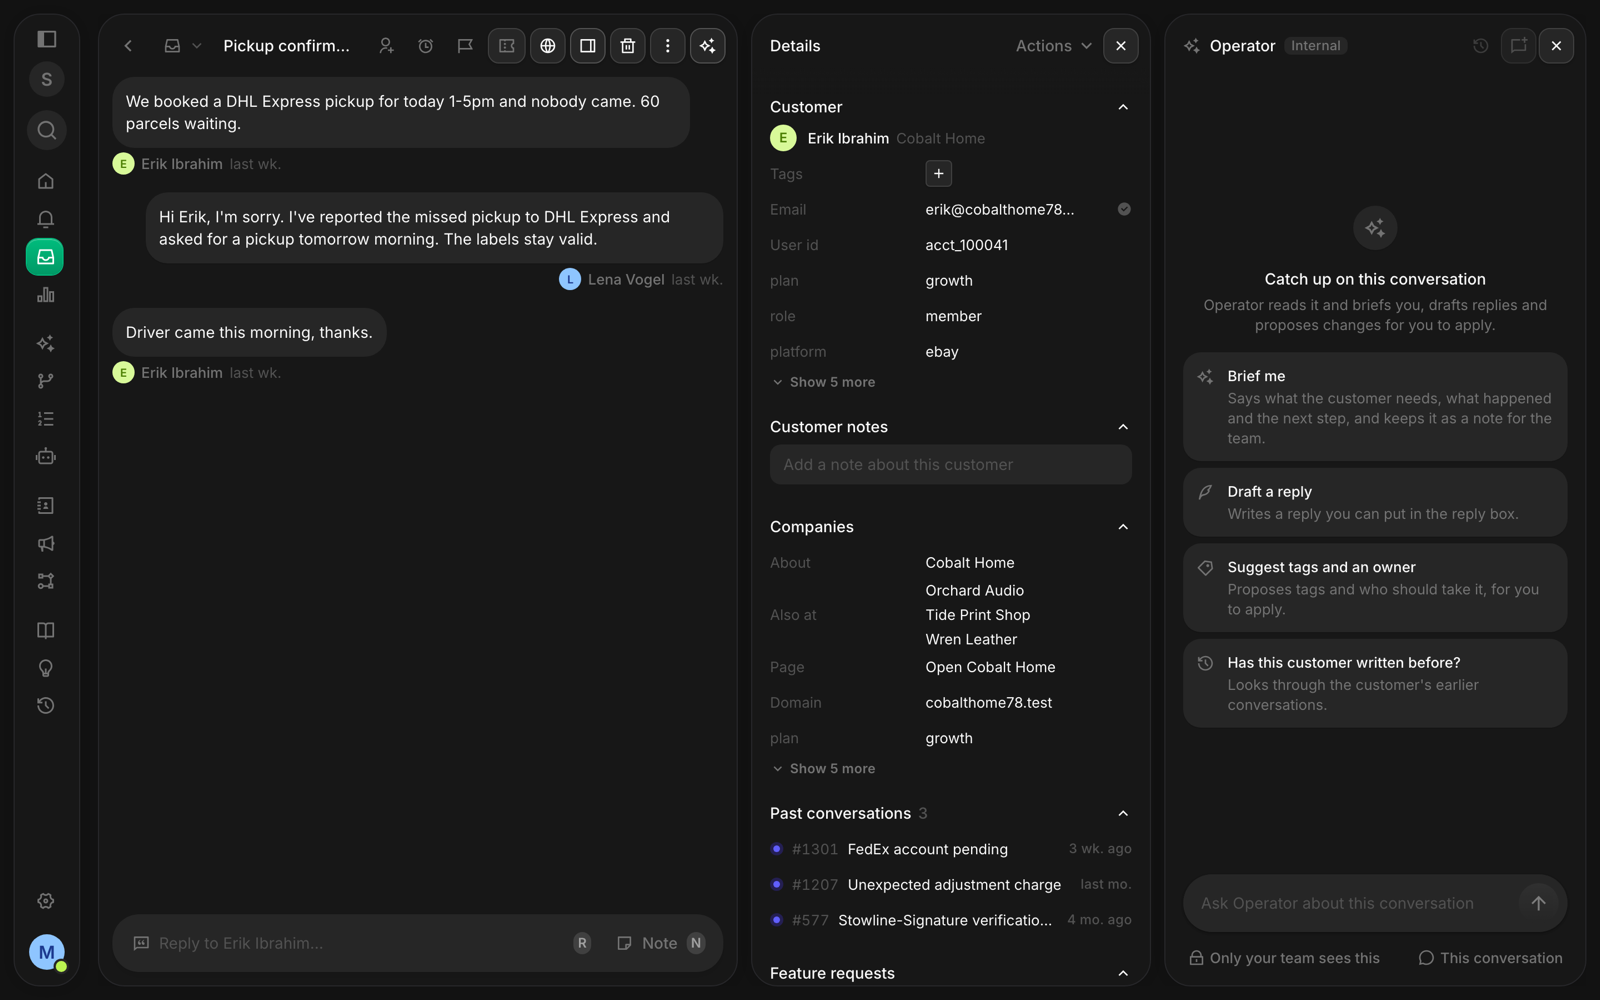 S
M
Pickup confirm...
We booked a DHL Express pickup for today 1-5pm and nobody came. 60
parcels waiting.
E Erik Ibrahim last wk.
Hi Erik, I'm sorry. I've reported the missed pickup to DHL Express and
asked for a pickup tomorrow morning. The labels stay valid.
L Lena Vogel last wk.
Driver came this morning, thanks.
E Erik Ibrahim last wk.
Reply to Erik Ibrahim... R Note N
Details Actions
Customer
E Erik Ibrahim Cobalt Home
Tags +
Email erik@cobalthome78...
User id acct_100041
plan growth
role member
platform ebay
Show 5 more
Customer notes
Add a note about this customer
Companies
About Cobalt Home
Orchard Audio
Also at Tide Print Shop
Wren Leather
Page Open Cobalt Home
Domain cobalthome78.test
plan growth
Show 5 more
Past conversations 3
#1301 FedEx account pending 3 wk. ago
#1207 Unexpected adjustment charge last mo.
#577 Stowline-Signature verificatio... 4 mo. ago
Feature requests
Operator Internal
Catch up on this conversation
Operator reads it and briefs you, drafts replies and
proposes changes for you to apply.
Brief me
Says what the customer needs, what happened
and the next step, and keeps it as a note for the
team.
Draft a reply
Writes a reply you can put in the reply box.
Suggest tags and an owner
Proposes tags and who should take it, for you
to apply.
Has this customer written before?
Looks through the customer's earlier
conversations.
Ask Operator about this conversation
Only your team sees this This conversation